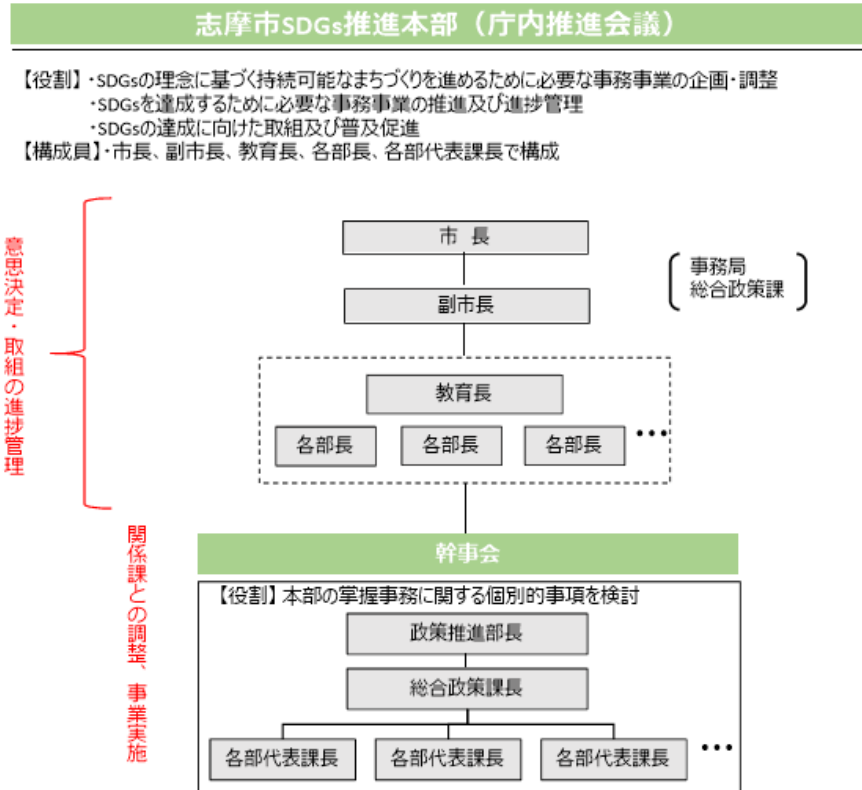 志摩市SDGs推進本部（庁内推進会議）
【役割】・SDGsの理念に基づく持続可能なまちづくりを進めるために必要な事務事業の企画・調整
・SDGsを達成するために必要な事務事業の推進及び進捗管理
・SDGsの達成に向けた取組及び普及促進
【構成員】・市長、副市長、教育長、各部長、各部代表課長で構成
意思決定・取組の進捗管理
市 長
事務局
総合政策課
副市長
教育長
各部長 各部長 各部長 •••
関係課との調整、事業実施
幹事会
【役割】本部の掌握事務に関する個別的事項を検討
政策推進部長
総合政策課長
各部代表課長 各部代表課長 各部代表課長 •••